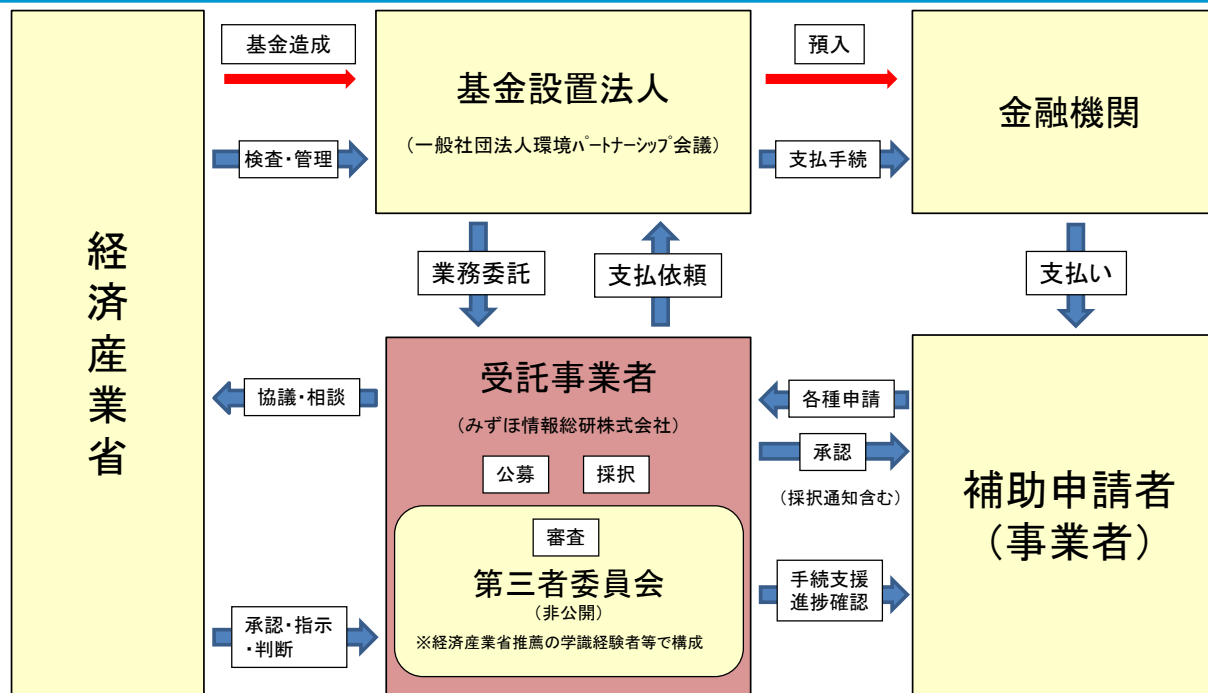 経済産業省
基金造成
検査・管理
基金設置法人
(一般社団法人環境パートナーシップ会議)
預入
支払手続
金融機関
業務委託
支払依頼
支払い
協議・相談
承認・指示
・判断
受託事業者
(みずほ情報総研株式会社)
公募
採択
審査
第三者委員会
(非公開)
※経済産業省推薦の学識経験者等で構成
各種申請
承認
(採択通知含む)
手続支援
進捗確認
補助申請者
(事業者)